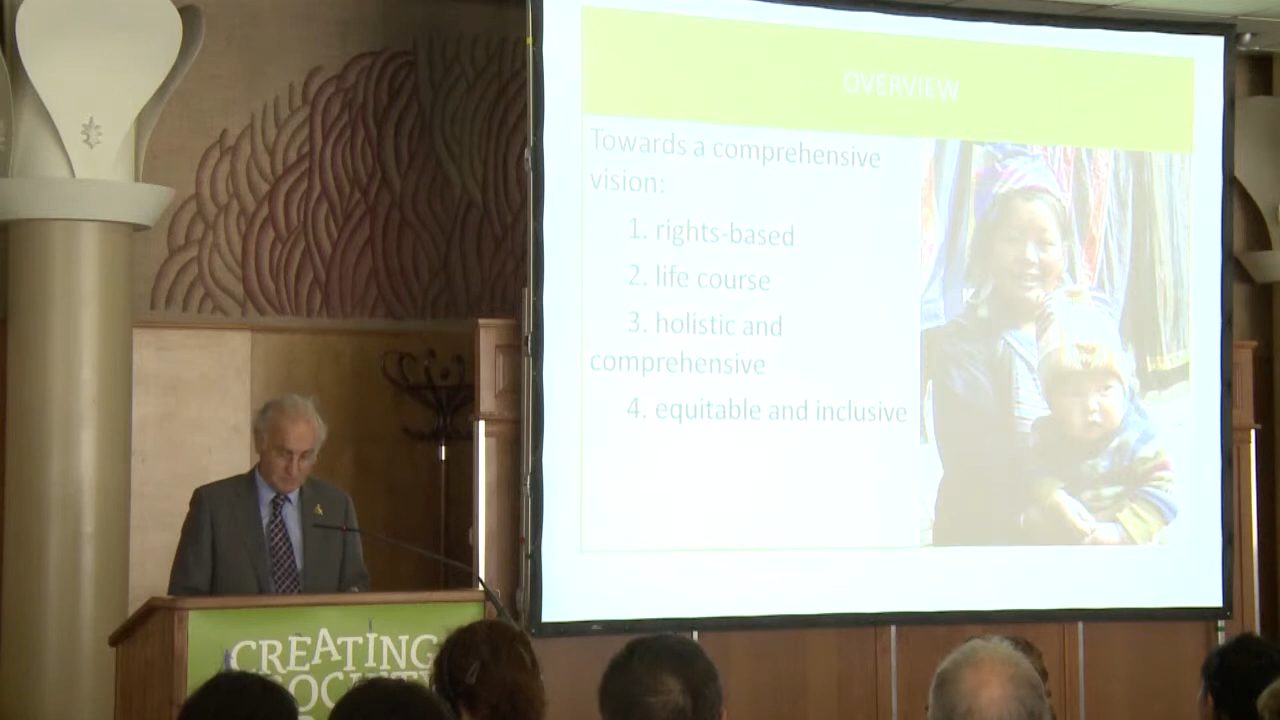 OVERVIEW
Towards a comprehensive
vision:
1. rights-based
2. life course
3. holistic and
comprehensive
4. equitable and inclusive
CREATING